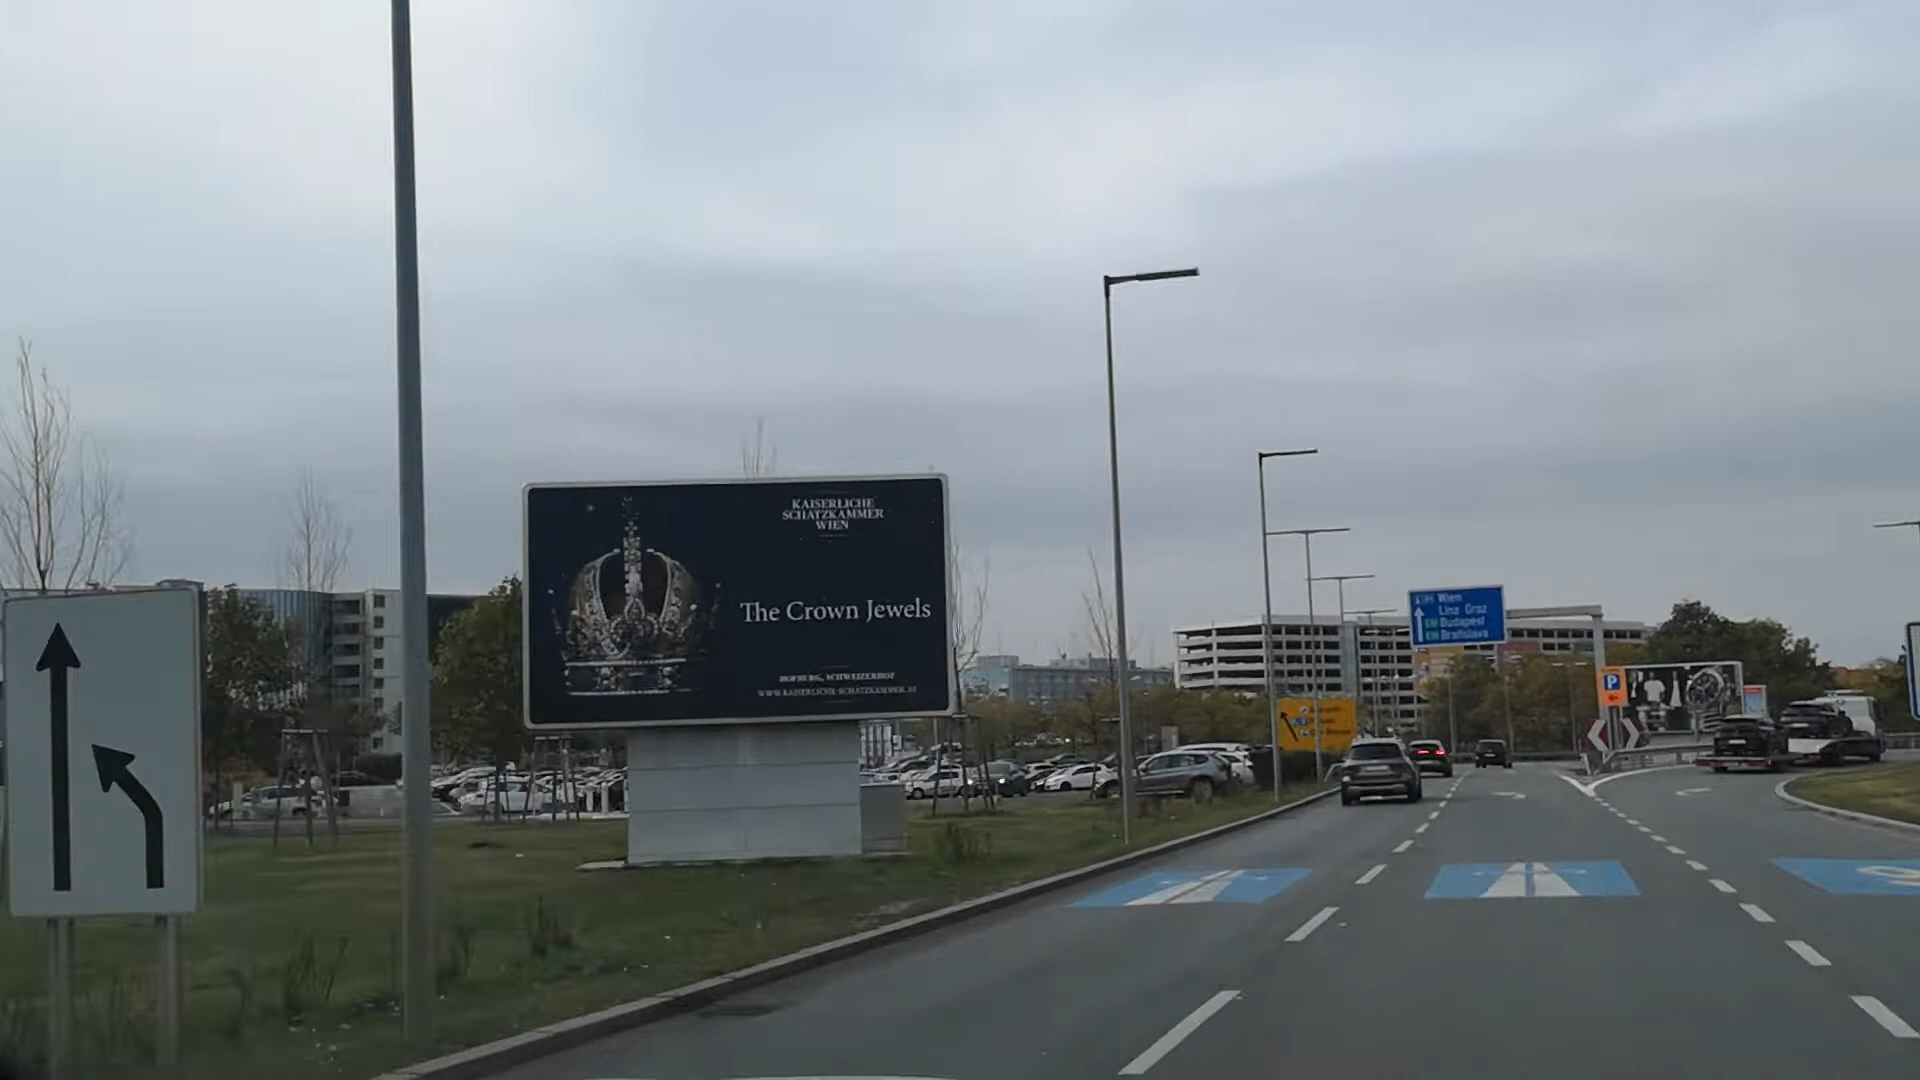 KAISERLICHE
SCHATZKAMMER
WIEN
The Crown Jewels
HOFBURG, SCHWEIZERHOF
WWW.KAISERLICHE-SCHATZKAMMER.AT
Wien
Linz Graz
Budapest
Bratislava
P